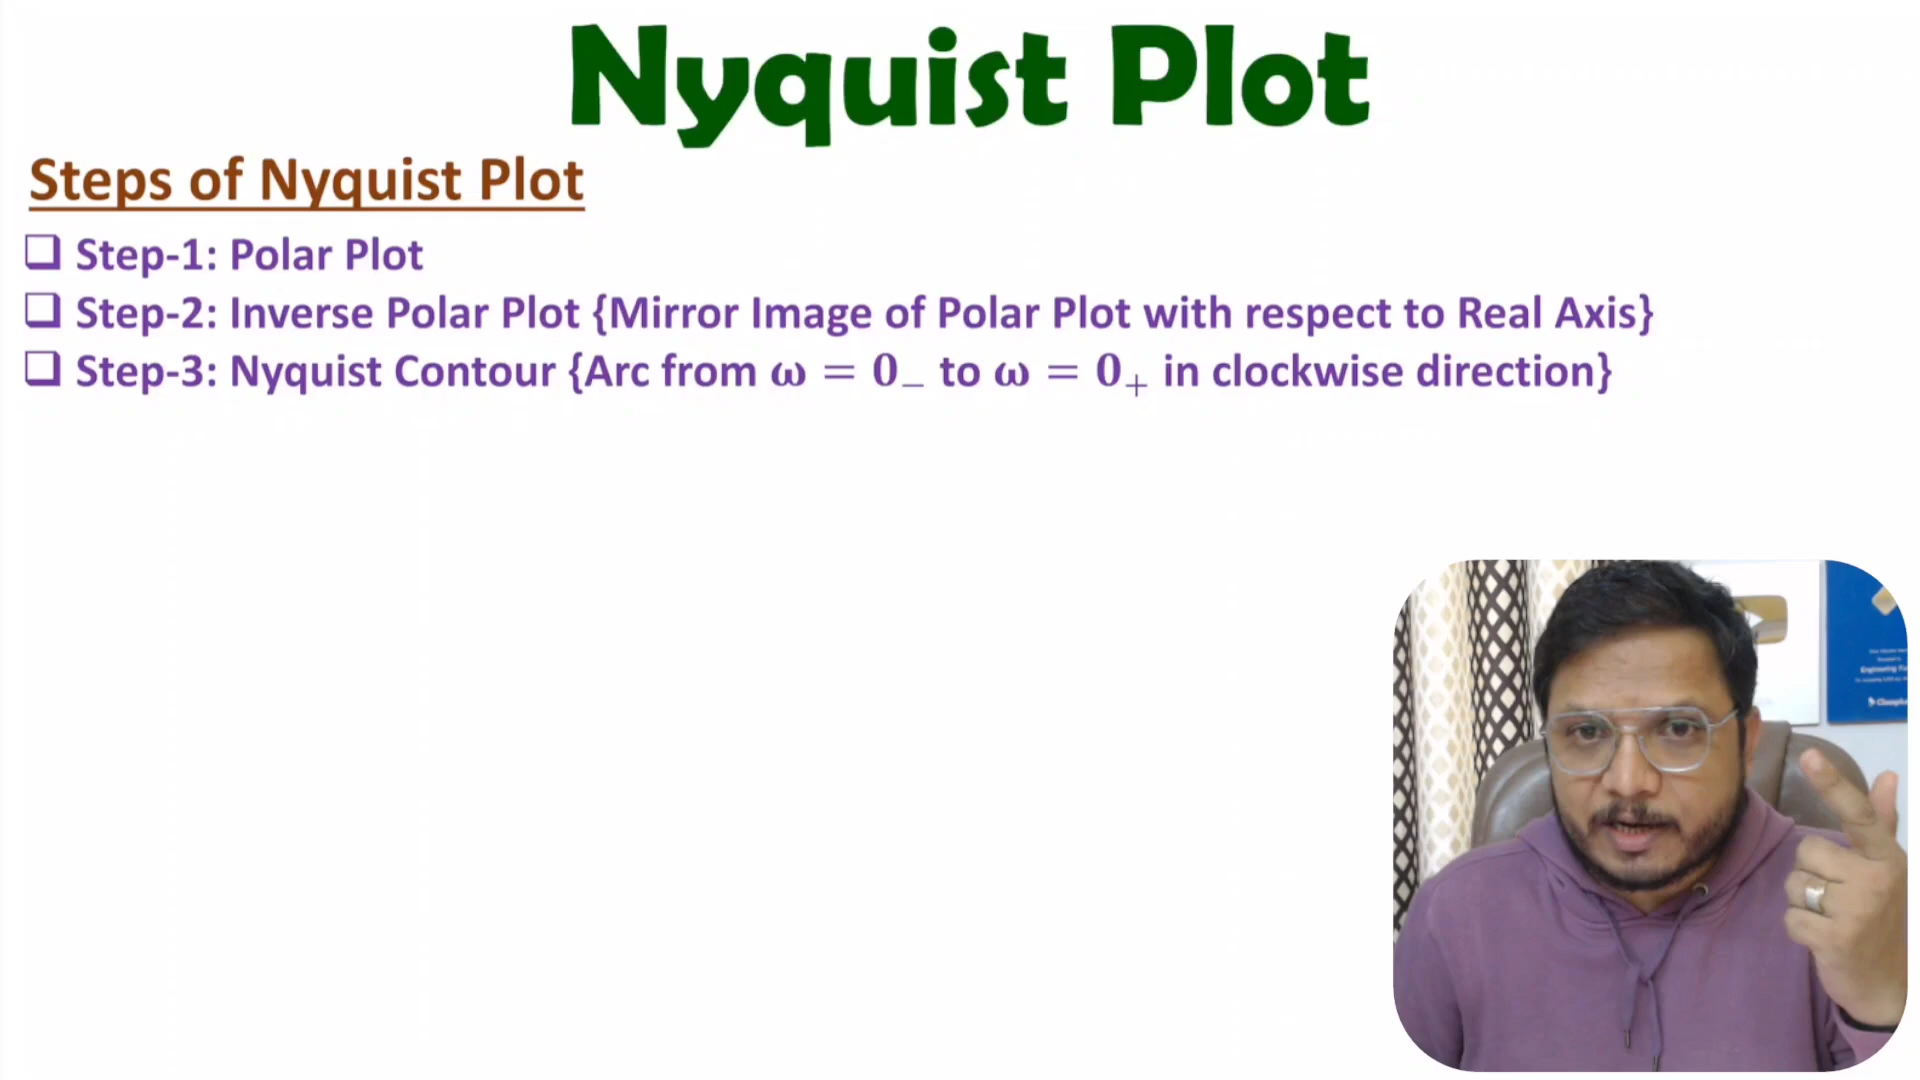 Nyquist Plot
Steps of Nyquist Plot
❑ Step-1: Polar Plot
❑ Step-2: Inverse Polar Plot {Mirror Image of Polar Plot with respect to Real Axis}
❑ Step-3: Nyquist Contour {Arc from ω = 0₋ to ω = 0₊ in clockwise direction}
Engineering